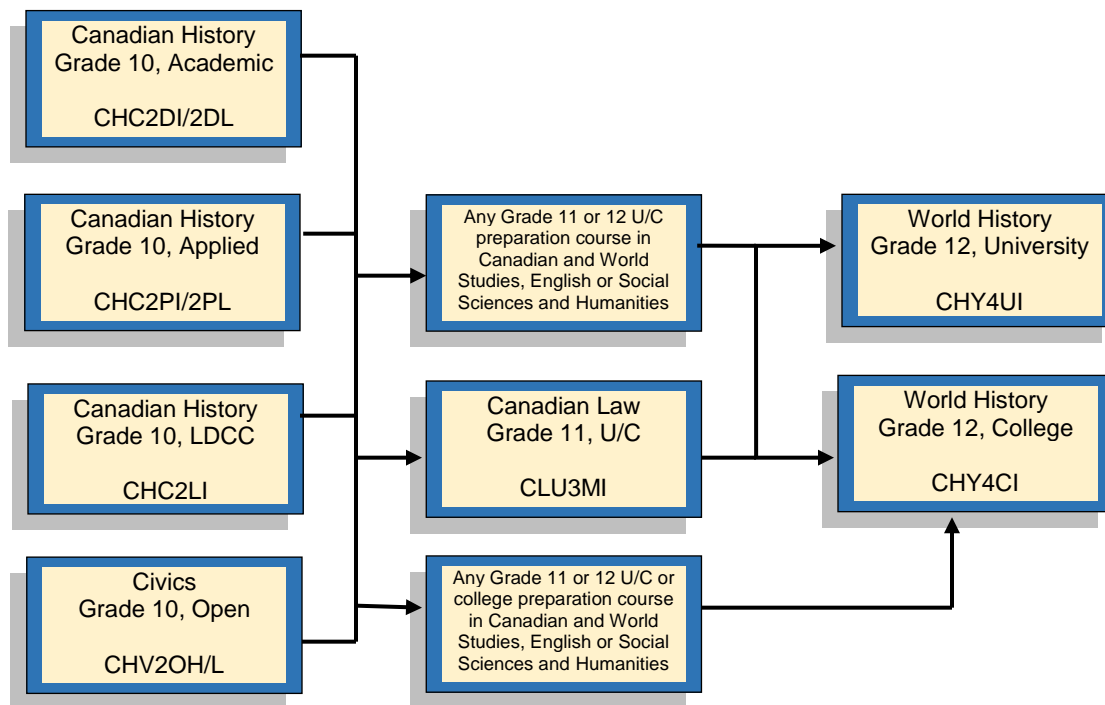 Canadian History
Grade 10, Academic
CHC2DI/2DL
Canadian History
Grade 10, Applied
CHC2PI/2PL
Canadian History
Grade 10, LDCC
CHC2LI
Civics
Grade 10, Open
CHV2OH/L
Any Grade 11 or 12 U/C
preparation course in
Canadian and World
Studies, English or Social
Sciences and Humanities
Canadian Law
Grade 11, U/C
CLU3MI
Any Grade 11 or 12 U/C or
college preparation course
in Canadian and World
Studies, English or Social
Sciences and Humanities
World History
Grade 12, University
CHY4UI
World History
Grade 12, College
CHY4CI